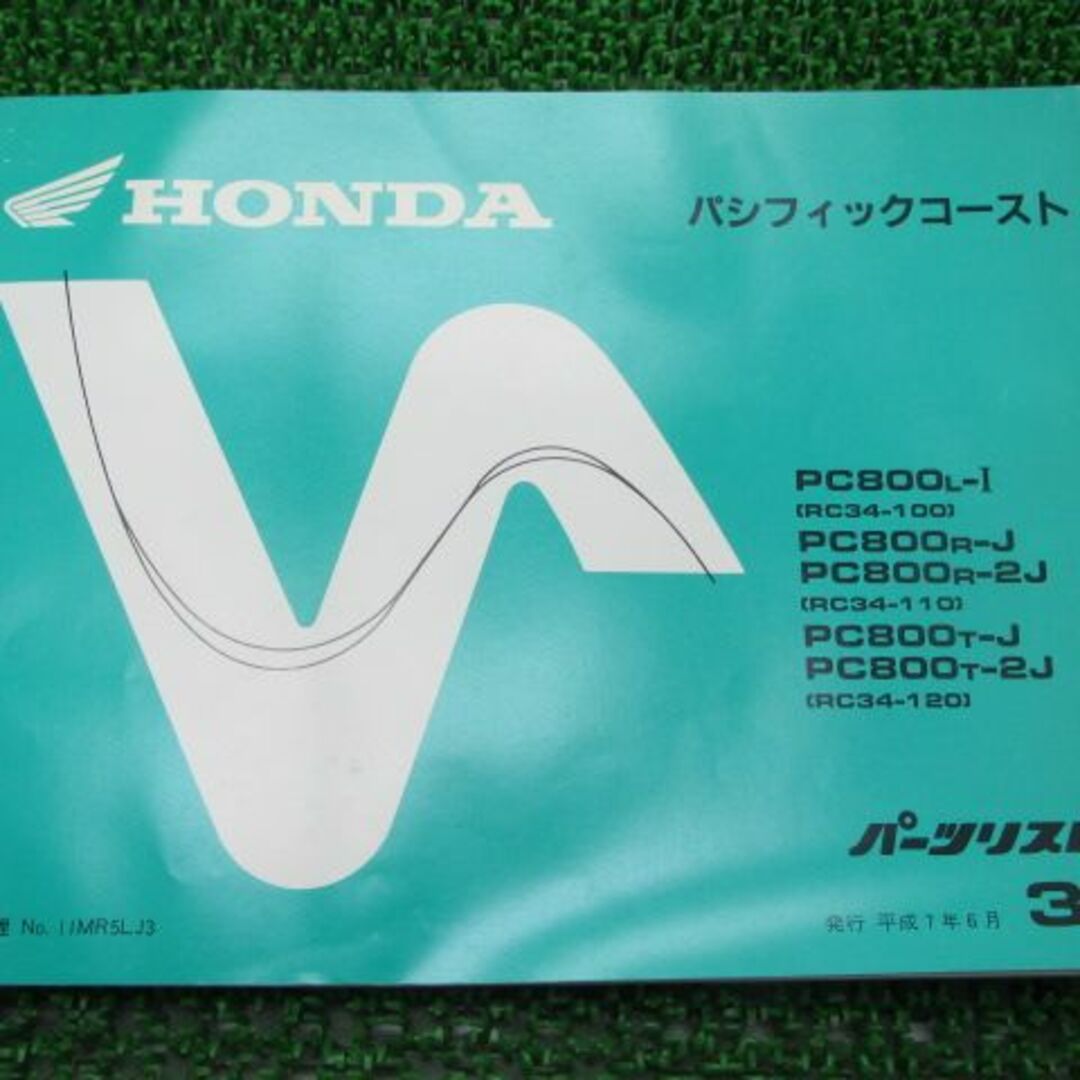 HONDA
パシフィックコースト
PC800L-I
(RC34-100)
PC800R-J
PC800R-2J
(RC34-110)
PC800T-J
PC800T-2J
(RC34-120)
パーツリスト
3
No. 11MR5LJ3
発行 平成7年6月